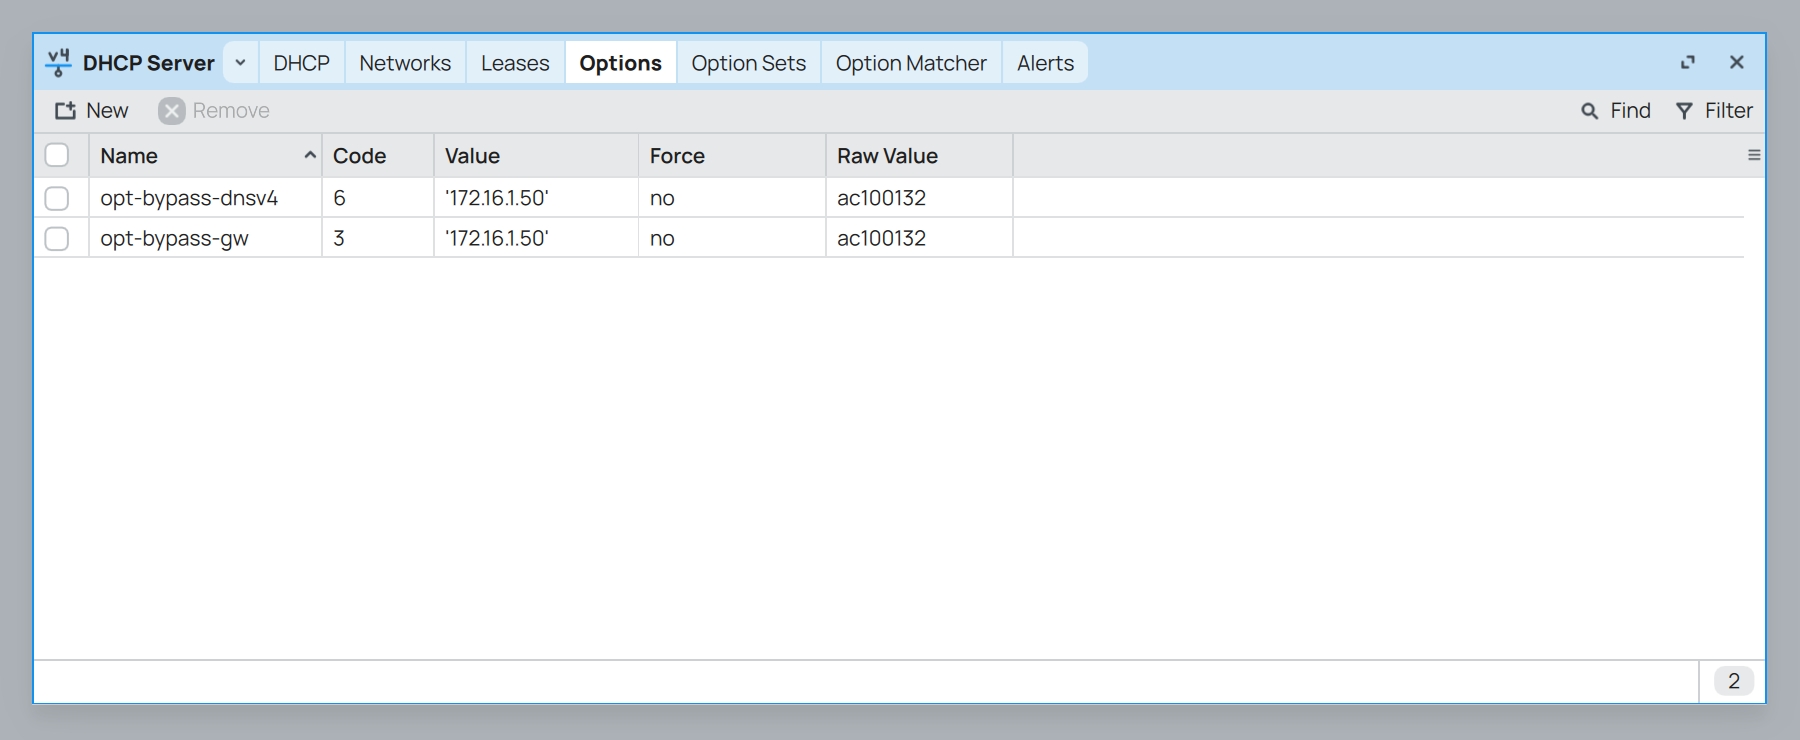 v4 DHCP Server DHCP Networks Leases Options Option Sets Option Matcher Alerts
New Remove Find Filter
Name Code Value Force Raw Value
opt-bypass-dnsv4 6 '172.16.1.50' no ac100132
opt-bypass-gw 3 '172.16.1.50' no ac100132
2